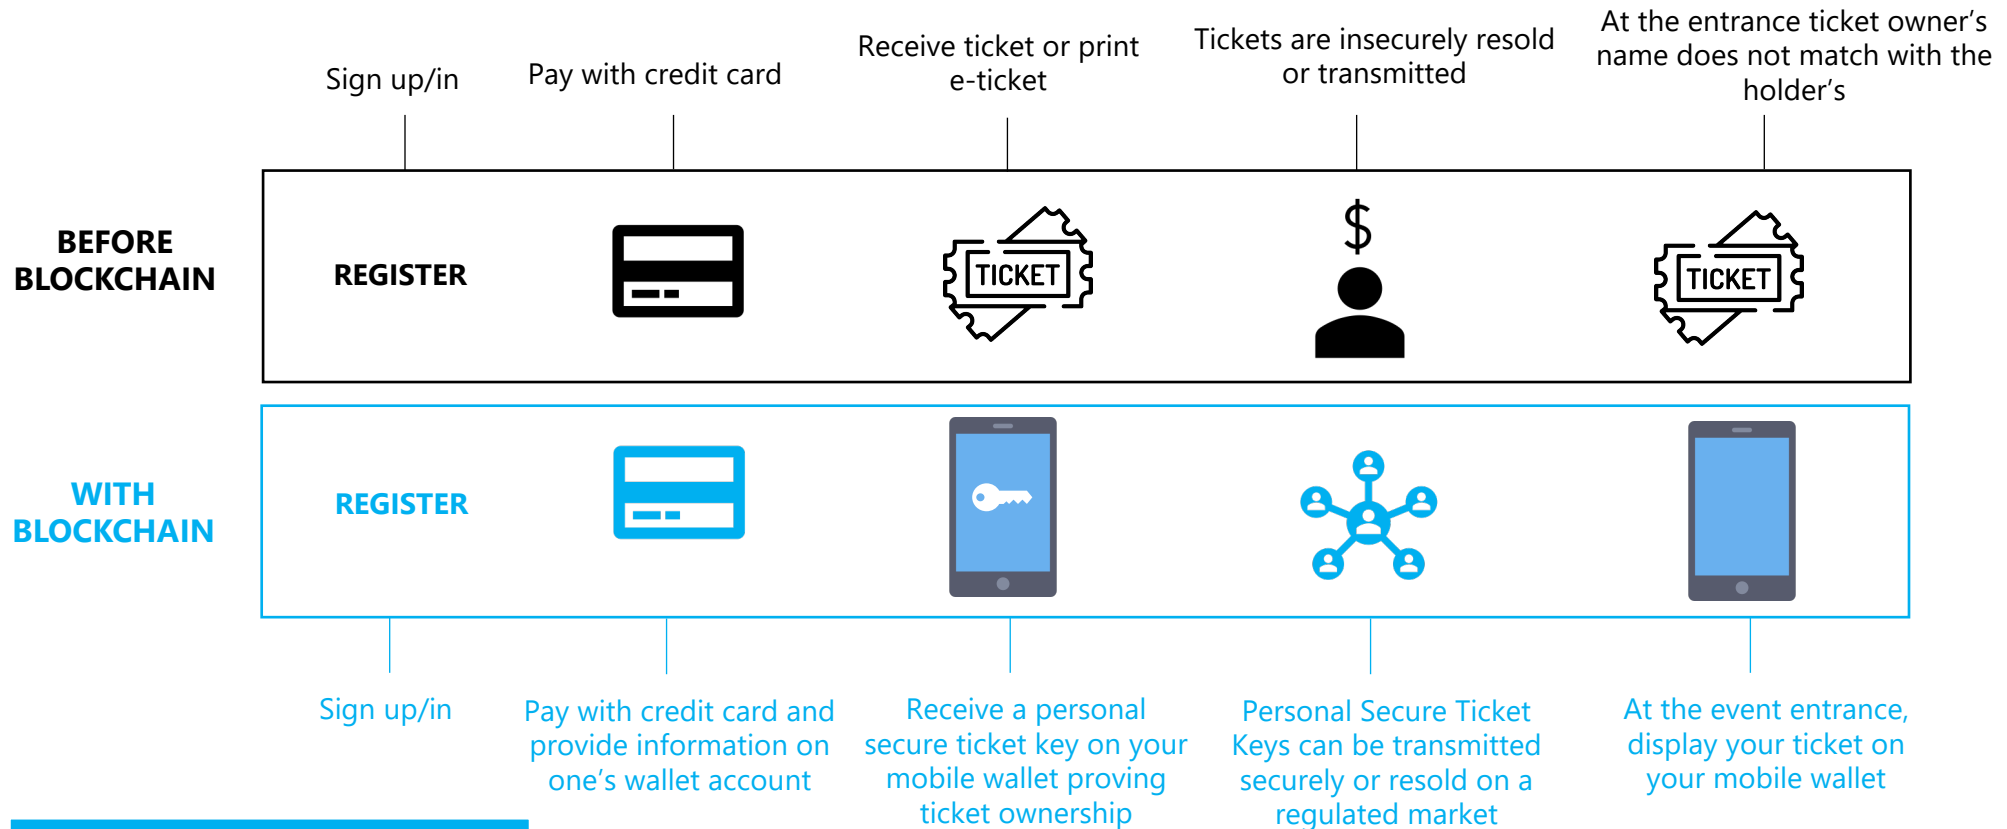 Sign up/in
Pay with credit card
Receive ticket or print
e-ticket
Tickets are insecurely resold
or transmitted
At the entrance ticket owner’s
name does not match with the
holder’s
BEFORE
BLOCKCHAIN
REGISTER
TICKET
$
TICKET
WITH
BLOCKCHAIN
REGISTER
Sign up/in
Pay with credit card and
provide information on
one’s wallet account
Receive a personal
secure ticket key on your
mobile wallet proving
ticket ownership
Personal Secure Ticket
Keys can be transmitted
securely or resold on a
regulated market
At the event entrance,
display your ticket on
your mobile wallet